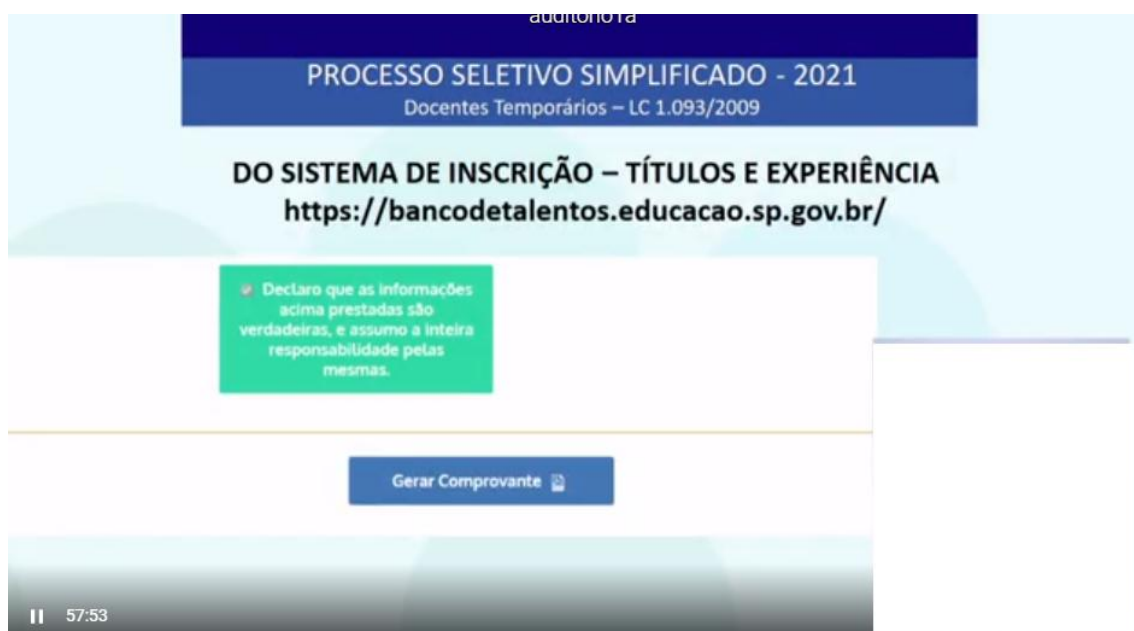 auditório1a
PROCESSO SELETIVO SIMPLIFICADO - 2021
Docentes Temporários – LC 1.093/2009
DO SISTEMA DE INSCRIÇÃO – TÍTULOS E EXPERIÊNCIA
https://bancodetalentos.educacao.sp.gov.br/
Declaro que as informações
acima prestadas são
verdadeiras, e assumo a inteira
responsabilidade pelas
mesmas.
Gerar Comprovante
57:53